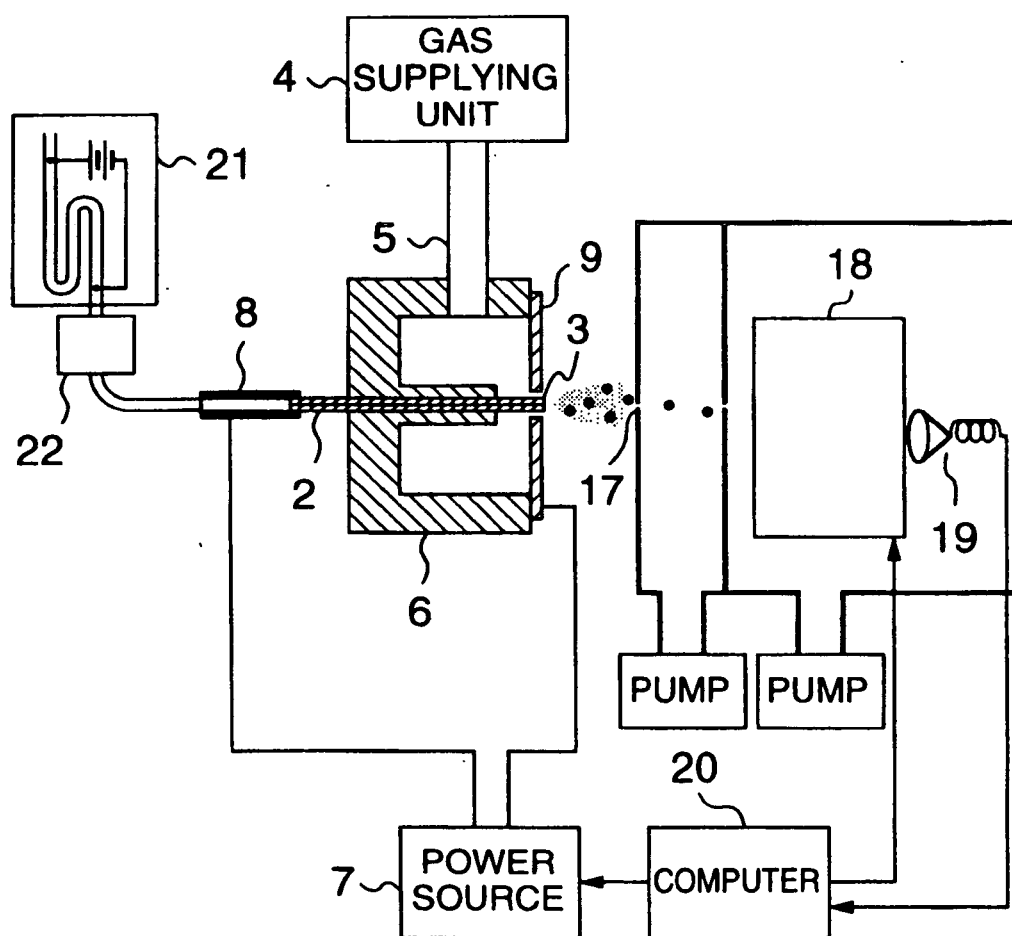 GAS
SUPPLYING
UNIT
4
21
5
9
18
8
3
22
2
17
19
6
PUMP
PUMP
20
7
POWER
SOURCE
COMPUTER